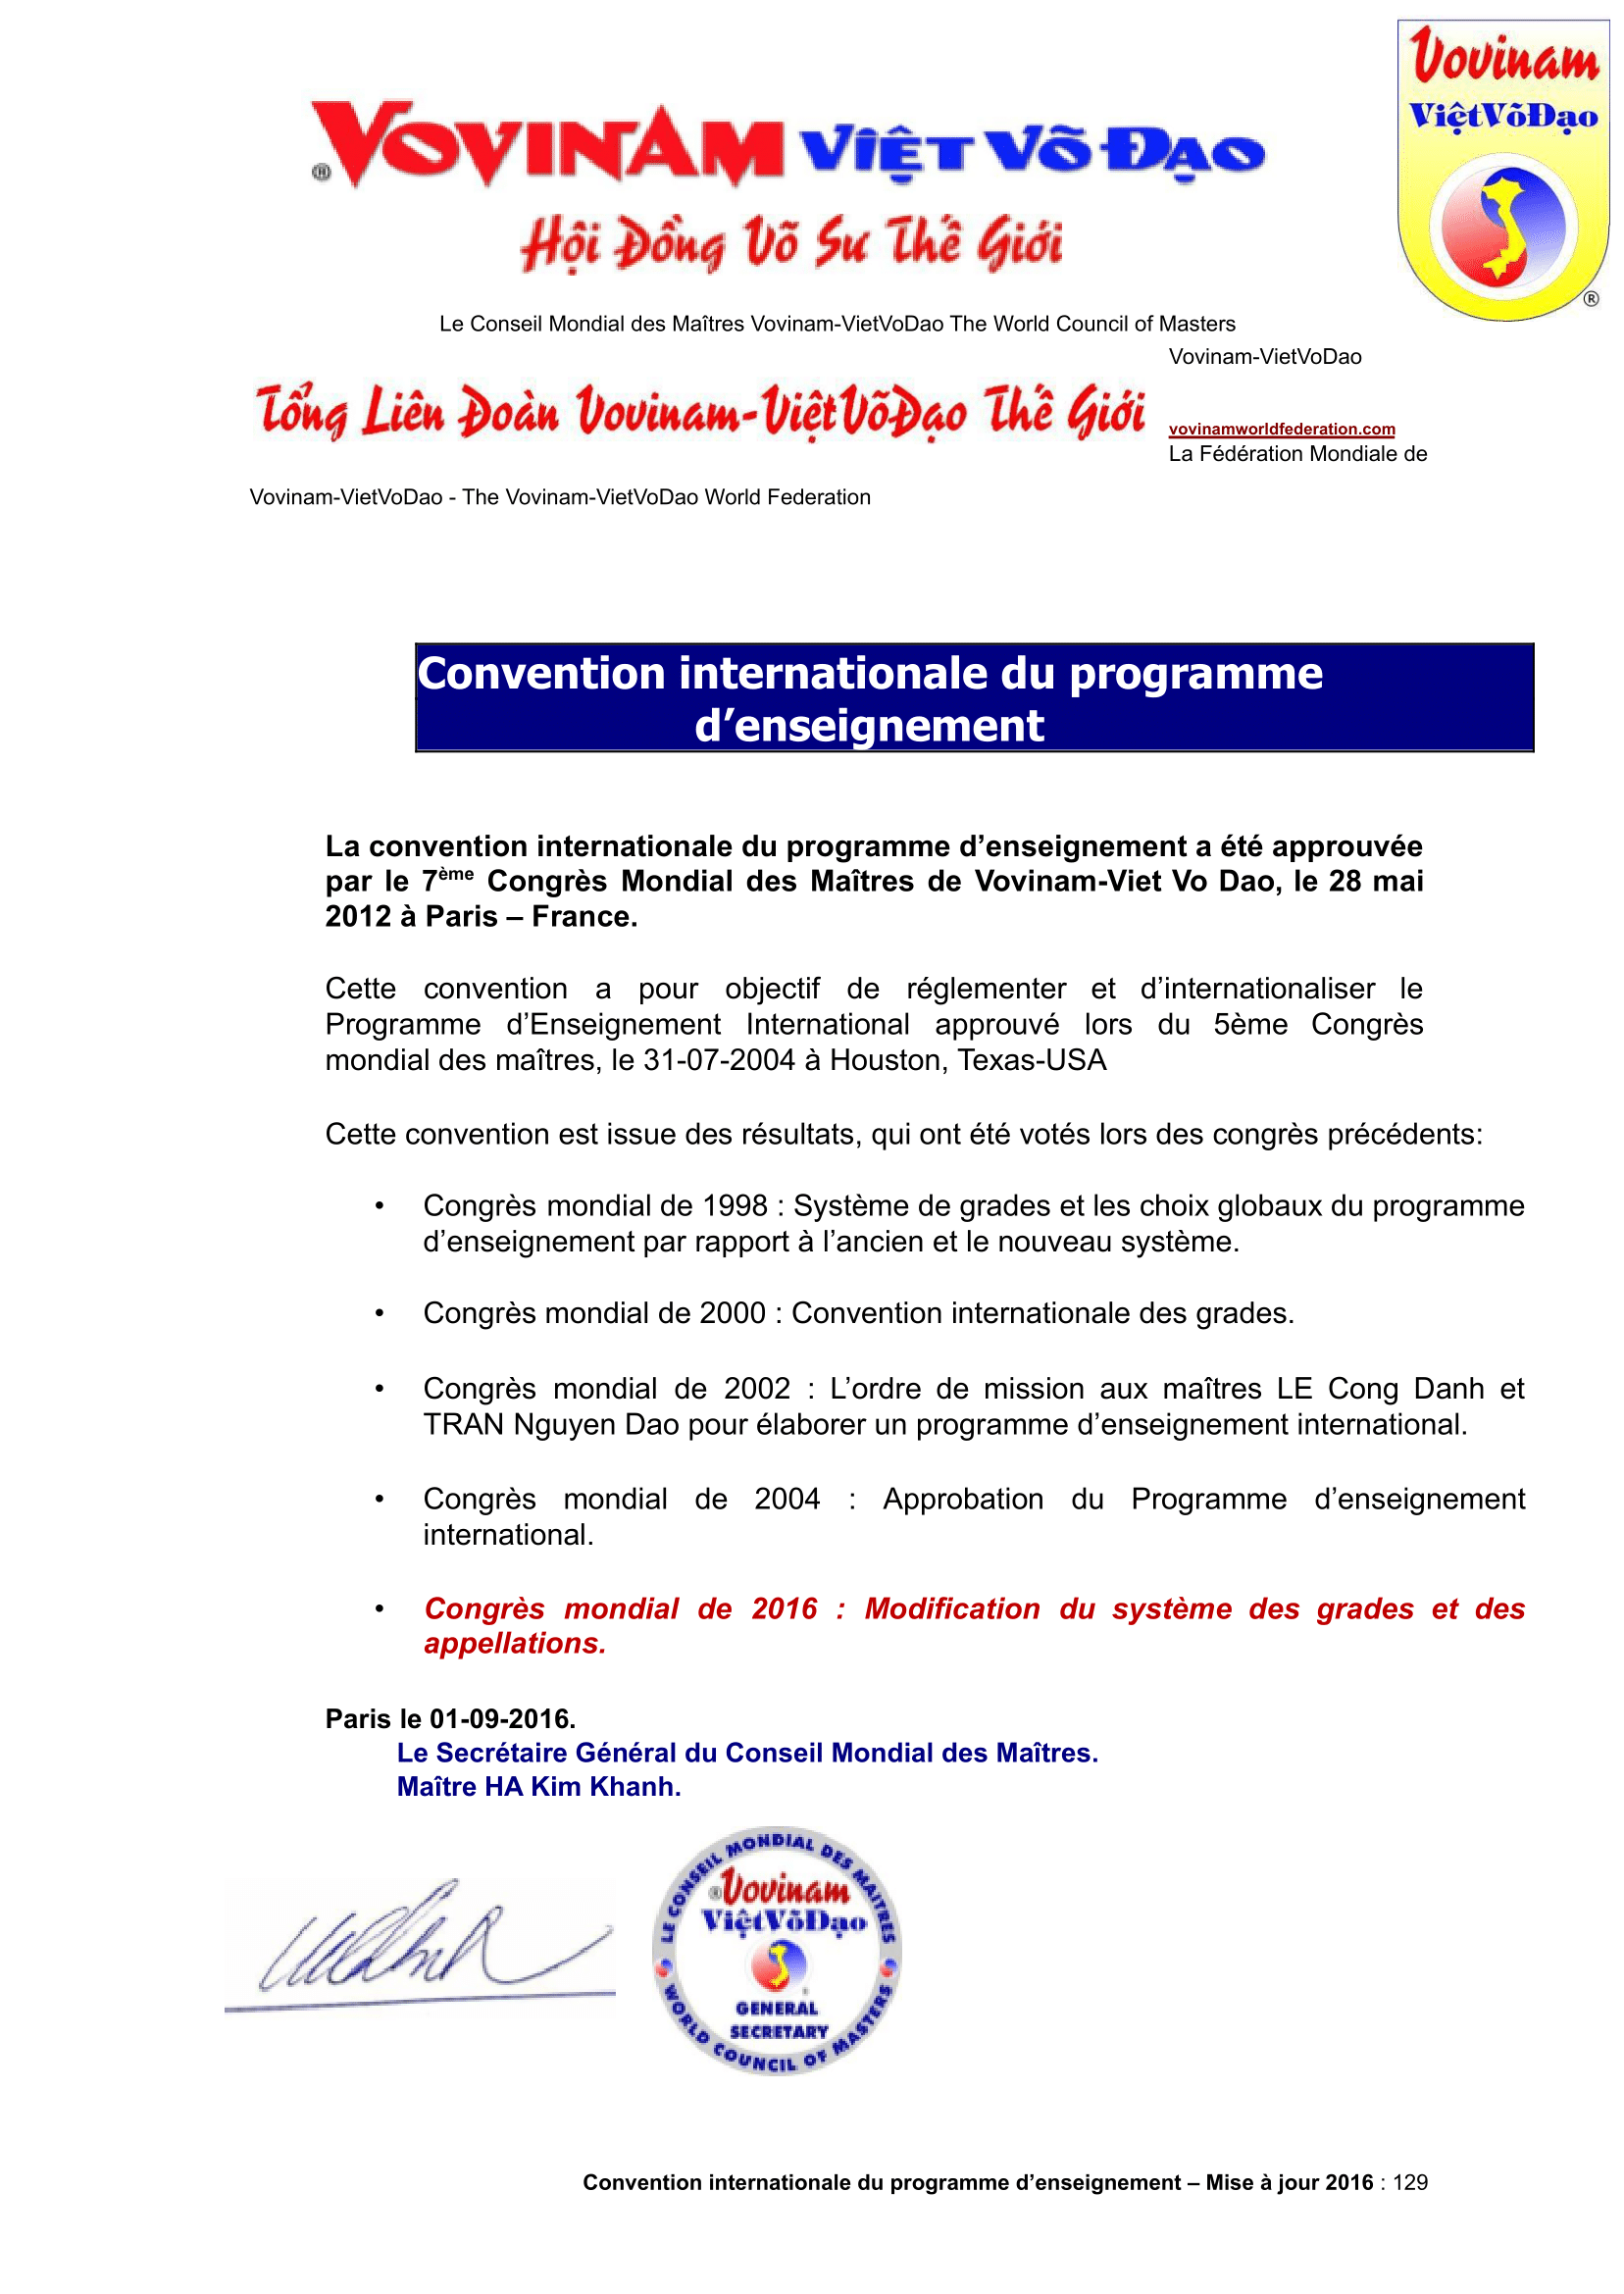 Vovinam
ViệtVõĐạo
®
® VOVINAM VIỆT VÕ ĐẠO
Hội Đồng Võ Sư Thế Giới
Le Conseil Mondial des Maîtres Vovinam-VietVoDao The World Council of Masters
Vovinam-VietVoDao
Tổng Liên Đoàn Vovinam-ViệtVõĐạo Thế Giới
vovinamworldfederation.com
La Fédération Mondiale de
Vovinam-VietVoDao - The Vovinam-VietVoDao World Federation
Convention internationale du programme
d’enseignement
La convention internationale du programme d’enseignement a été approuvée
par le 7ème Congrès Mondial des Maîtres de Vovinam-Viet Vo Dao, le 28 mai
2012 à Paris – France.
Cette convention a pour objectif de réglementer et d’internationaliser le
Programme d’Enseignement International approuvé lors du 5ème Congrès
mondial des maîtres, le 31-07-2004 à Houston, Texas-USA
Cette convention est issue des résultats, qui ont été votés lors des congrès précédents:
• Congrès mondial de 1998 : Système de grades et les choix globaux du programme
d’enseignement par rapport à l’ancien et le nouveau système.
• Congrès mondial de 2000 : Convention internationale des grades.
• Congrès mondial de 2002 : L’ordre de mission aux maîtres LE Cong Danh et
TRAN Nguyen Dao pour élaborer un programme d’enseignement international.
• Congrès mondial de 2004 : Approbation du Programme d’enseignement
international.
• Congrès mondial de 2016 : Modification du système des grades et des
appellations.
Paris le 01-09-2016.
Le Secrétaire Général du Conseil Mondial des Maîtres.
Maître HA Kim Khanh.
LE CONSEIL MONDIAL DES MAITRES
®Vovinam
ViệtVõĐạo
®
GENERAL
SECRETARY
WORLD COUNCIL OF MASTERS
Convention internationale du programme d’enseignement – Mise à jour 2016 : 129